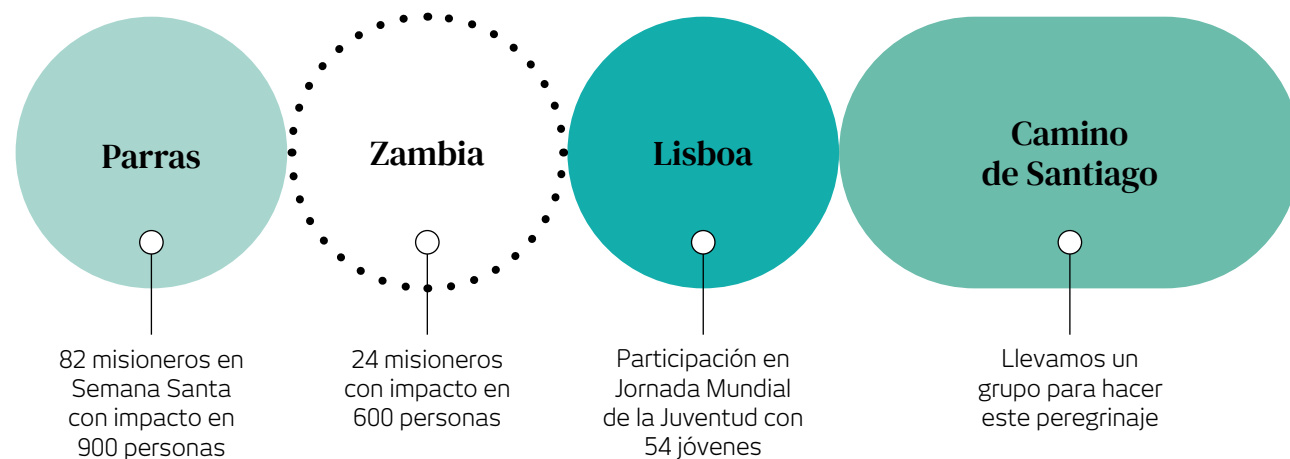 Parras
82 misioneros en
Semana Santa
con impacto en
900 personas
Zambia
24 misioneros
con impacto en
600 personas
Lisboa
Participación en
Jornada Mundial
de la Juventud con
54 jóvenes
Camino
de Santiago
Llevamos un
grupo para hacer
este peregrinaje